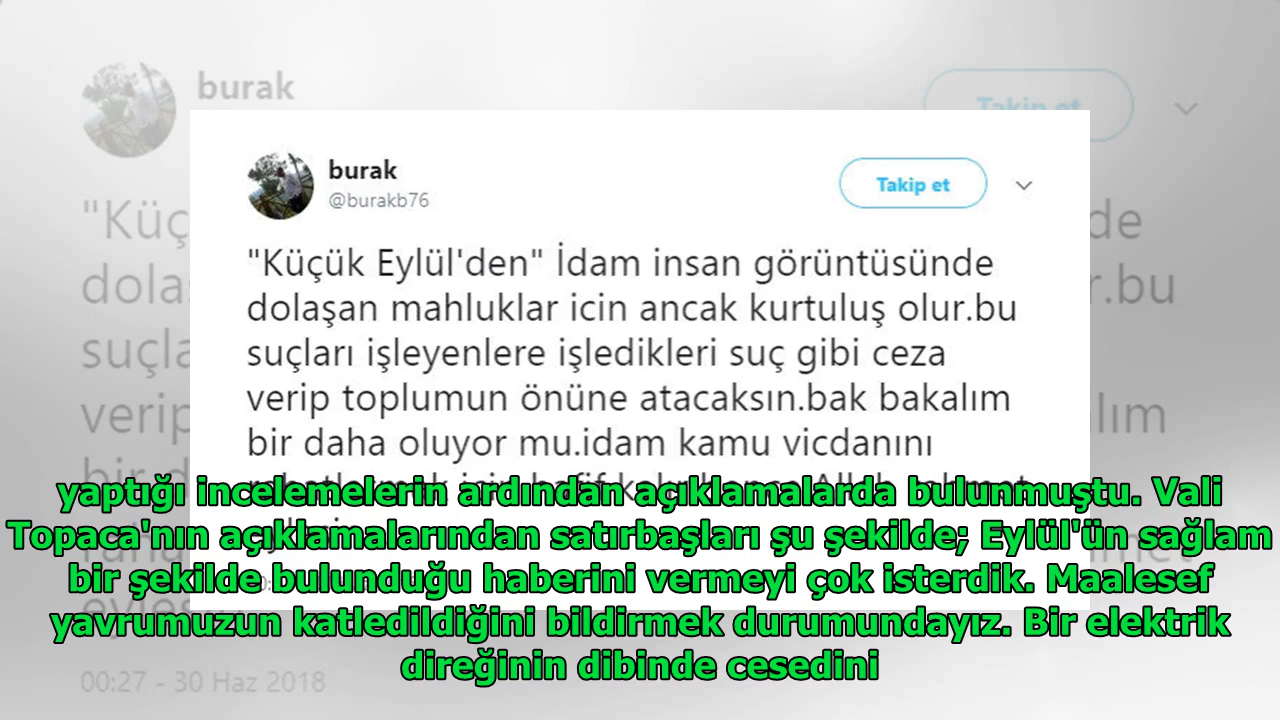 burak
Takip et
burak
@burakb76
Takip et
"Küçük Eylül'den" İdam insan görüntüsünde
dolaşan mahluklar icin ancak kurtuluş olur.bu
suçları işleyenlere işledikleri suç gibi ceza
verip toplumun önüne atacaksın.bak bakalım
bir daha oluyor mu.idam kamu vicdanını
yaptığı incelemelerin ardından açıklamalarda bulunmuştu. Vali
Topaca'nın açıklamalarından satırbaşları şu şekilde; Eylül'ün sağlam
bir şekilde bulunduğu haberini vermeyi çok isterdik. Maalesef
yavrumuzun katledildiğini bildirmek durumundayız. Bir elektrik
direğinin dibinde cesedini
00:27 - 30 Haz 2018